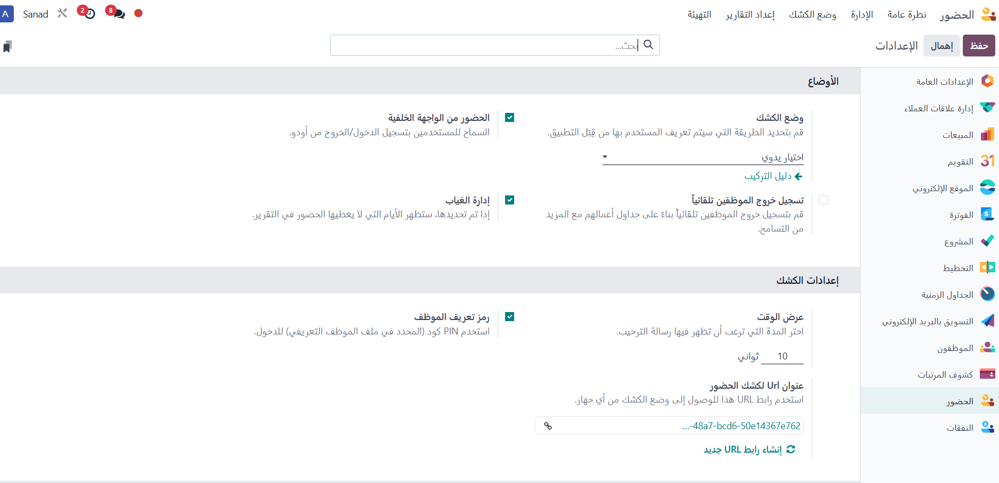 الحضور
نظرة عامة
الإدارة
وضع الكشك
إعداد التقارير
التهيئة
8
2
Sanad
A
حفظ
إهمال
الإعدادات
بحث...
الإعدادات العامة
إدارة علاقات العملاء
المبيعات
31
التقويم
الموقع الإلكتروني
الفوترة
المشروع
التخطيط
الجداول الزمنية
التسويق بالبريد الإلكتروني
الموظفون
كشوف المرتبات
الحضور
النفقات
الأوضاع
وضع الكشك
قم بتحديد الطريقة التي سيتم تعريف المستخدم بها من قِبَل التطبيق.
اختيار يدوي
دليل التركيب
الحضور من الواجهة الخلفية
السماح للمستخدمين بتسجيل الدخول/الخروج من أودو.
تسجيل خروج الموظفين تلقائياً
قم بتسجيل خروج الموظفين تلقائياً بناءً على جداول أعمالهم مع المزيد
من التسامح.
إدارة الغياب
إذا تم تحديدها، ستظهر الأيام التي لا يغطيها الحضور في التقرير.
إعدادات الكشك
عرض الوقت
اختر المدة التي ترغب أن تظهر فيها رسالة الترحيب.
10 ثواني
رمز تعريف الموظف
استخدم PIN كود (المحدد في ملف الموظف التعريفي) للدخول.
عنوان Url لكشك الحضور
استخدم رابط URL هذا للوصول إلى وضع الكشك من أي جهاز.
...-48a7-bcd6-50e14367e762
إنشاء رابط URL جديد